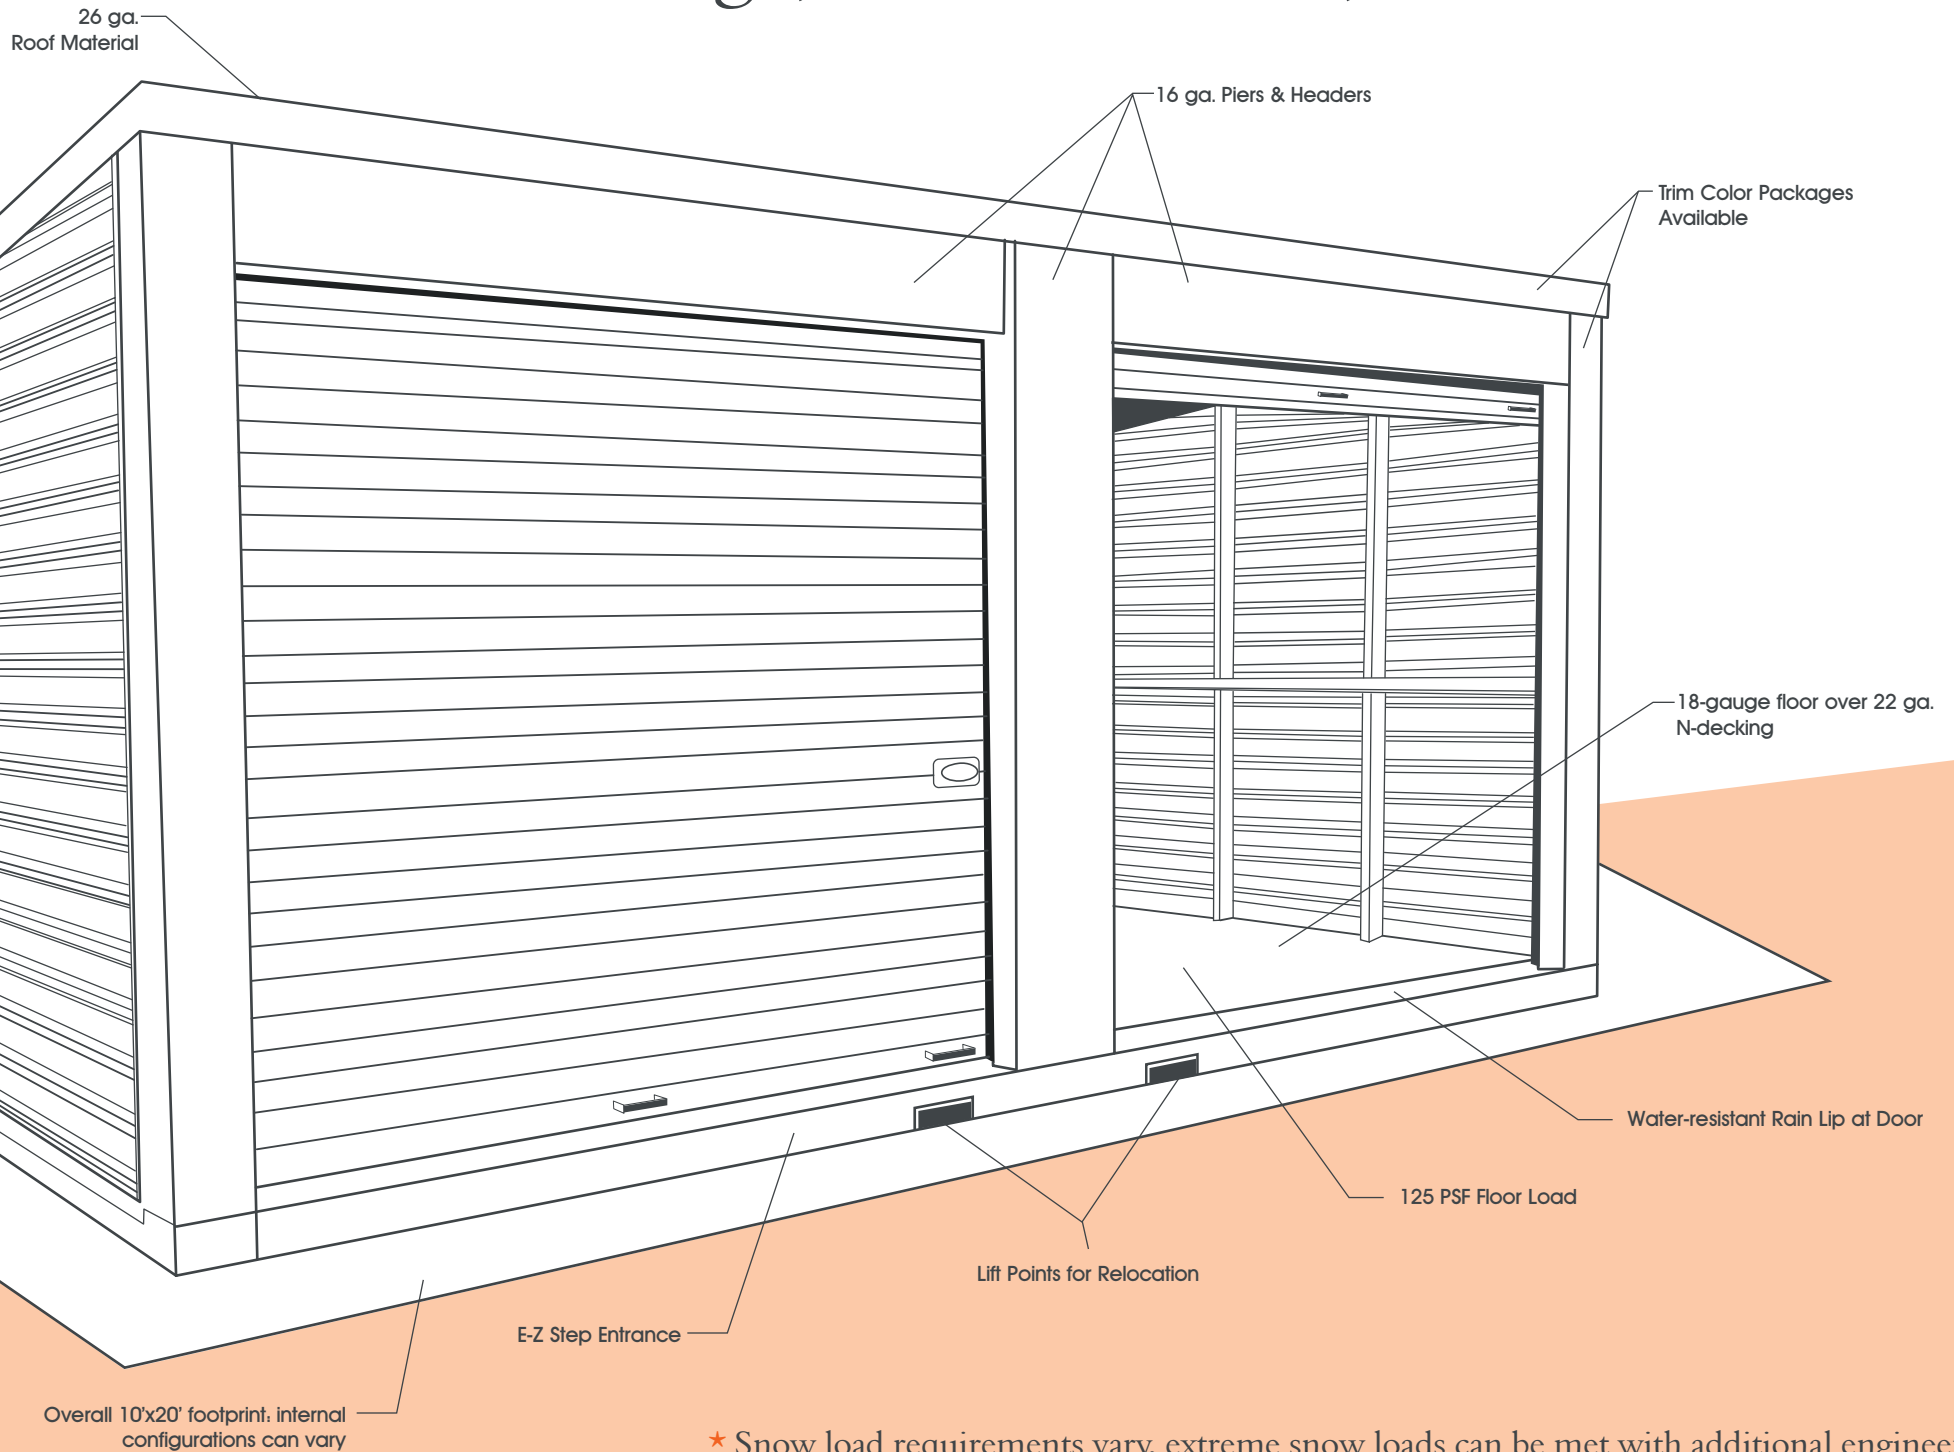 26 ga.
Roof Material
16 ga. Piers & Headers
Trim Color Packages
Available
18-gauge floor over 22 ga.
N-decking
Water-resistant Rain Lip at Door
125 PSF Floor Load
Lift Points for Relocation
E-Z Step Entrance
Overall 10'x20' footprint: internal
configurations can vary
* Snow load requirements vary, extreme snow loads can be met with additional